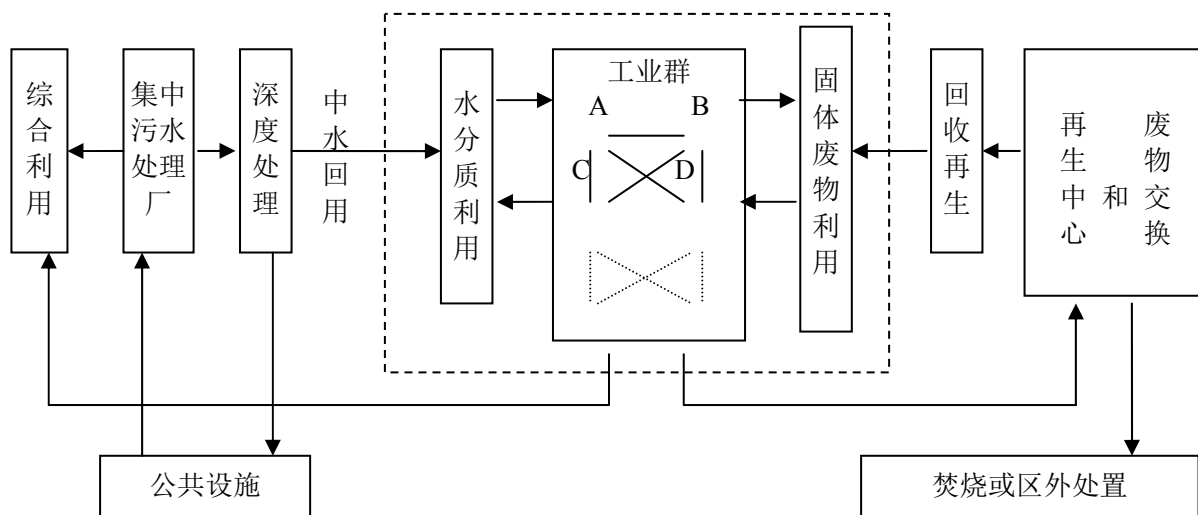 综合利用
集中
污水
处理
厂
深度处理
中水回用
水分质利用
工业群
A B
C D
固体废物利用
回收再生
废物交换
和
再生中心
公共设施
焚烧或区外处置